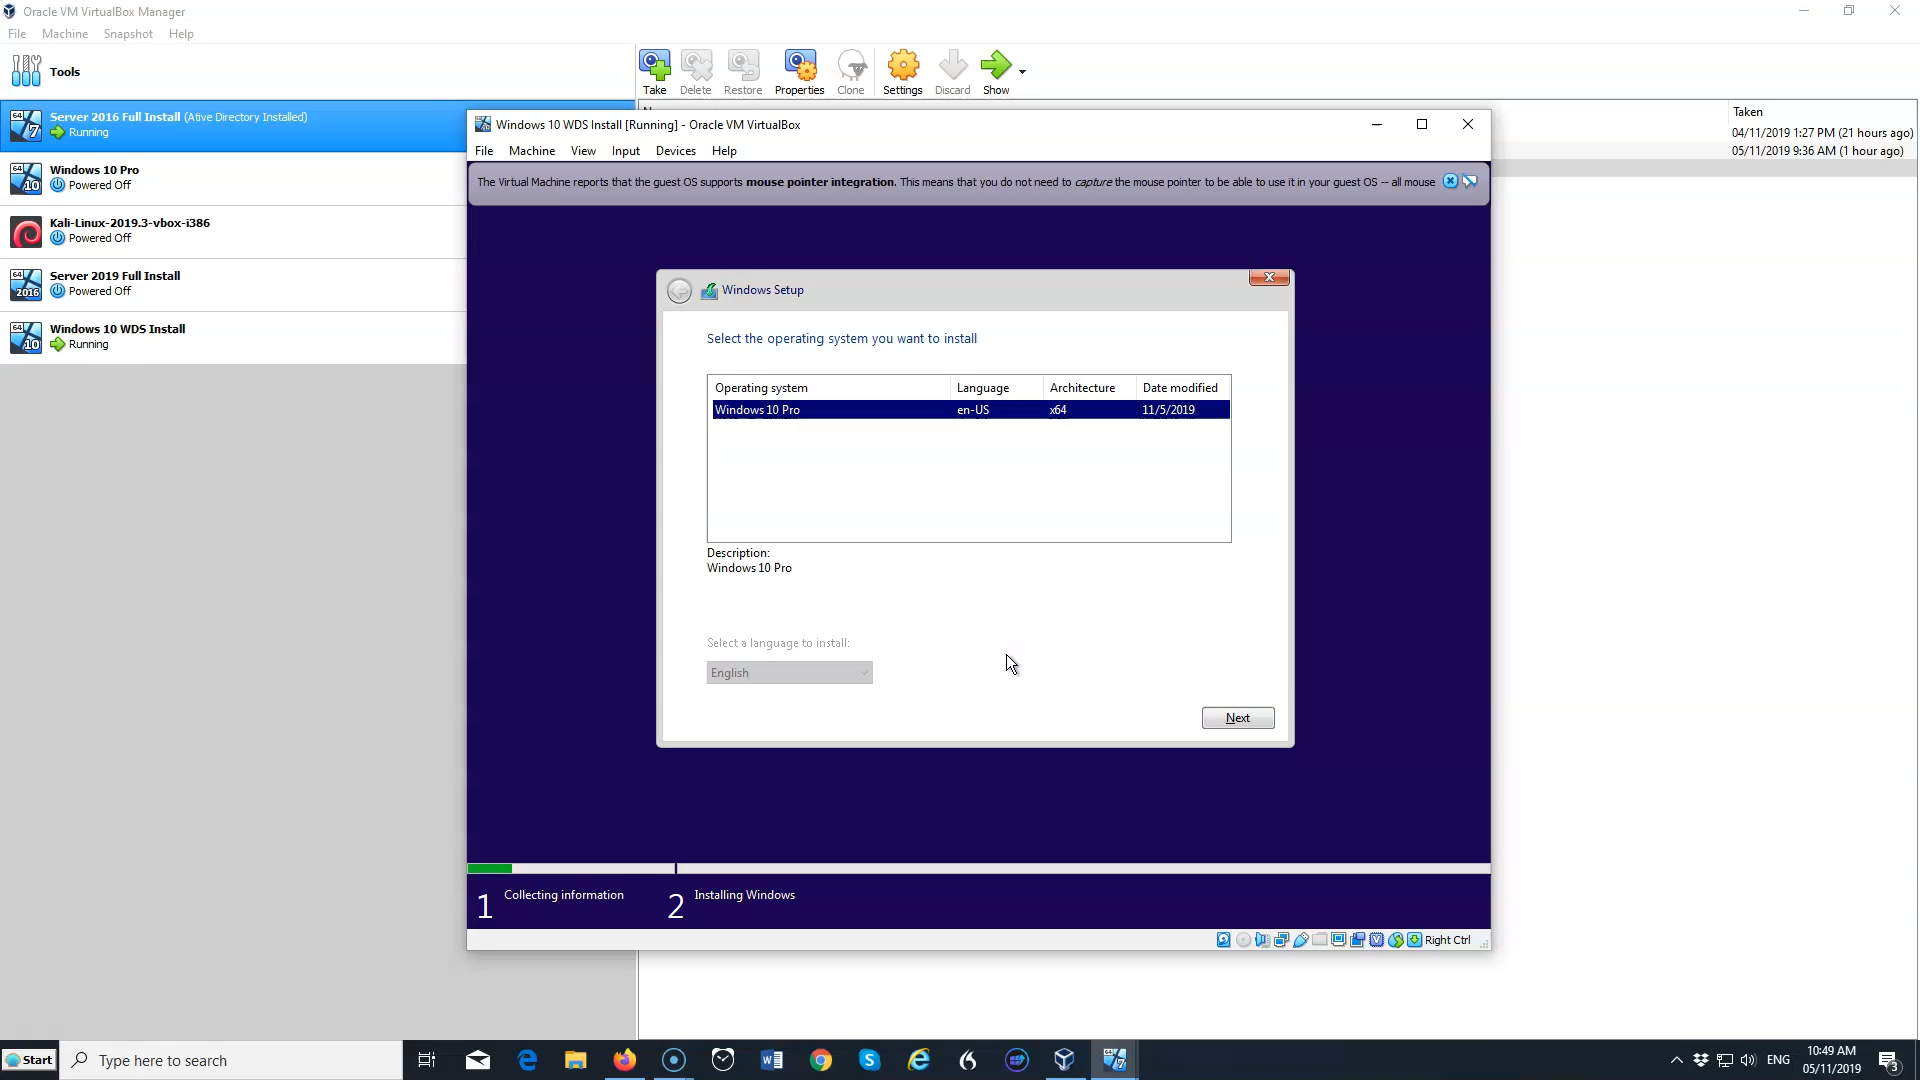 Oracle VM VirtualBox Manager
File Machine Snapshot Help
Tools
Take Delete Restore Properties Clone Settings Discard Show
Server 2016 Full Install (Ative Directory Installed)
Running
Windows 10 Pro
Powered Off
Kali-Linux-2019.3-vbox-i386
Powered Off
Server 2019 Full Install
Powered Off
Windows 10 WDS Install
Running
Taken
04/11/2019 1:27 PM (21 hours ago)
05/11/2019 9:36 AM (1 hour ago)
Windows 10 WDS Install [Running] - Oracle VM VirtualBox
File Machine View Input Devices Help
The Virtual Machine reports that the guest OS supports mouse pointer integration. This means that you do not need to capture the mouse pointer to be able to use it in your guest OS -- all mouse
Windows Setup
Select the operating system you want to install
Operating system Language Architecture Date modified
Windows 10 Pro en-US x64 11/5/2019
Description:
Windows 10 Pro
Select a language to install:
English
Next
1 Collecting information 2 Installing Windows
Right Ctrl
Start Type here to search ENG 10:49 AM
05/11/2019 3